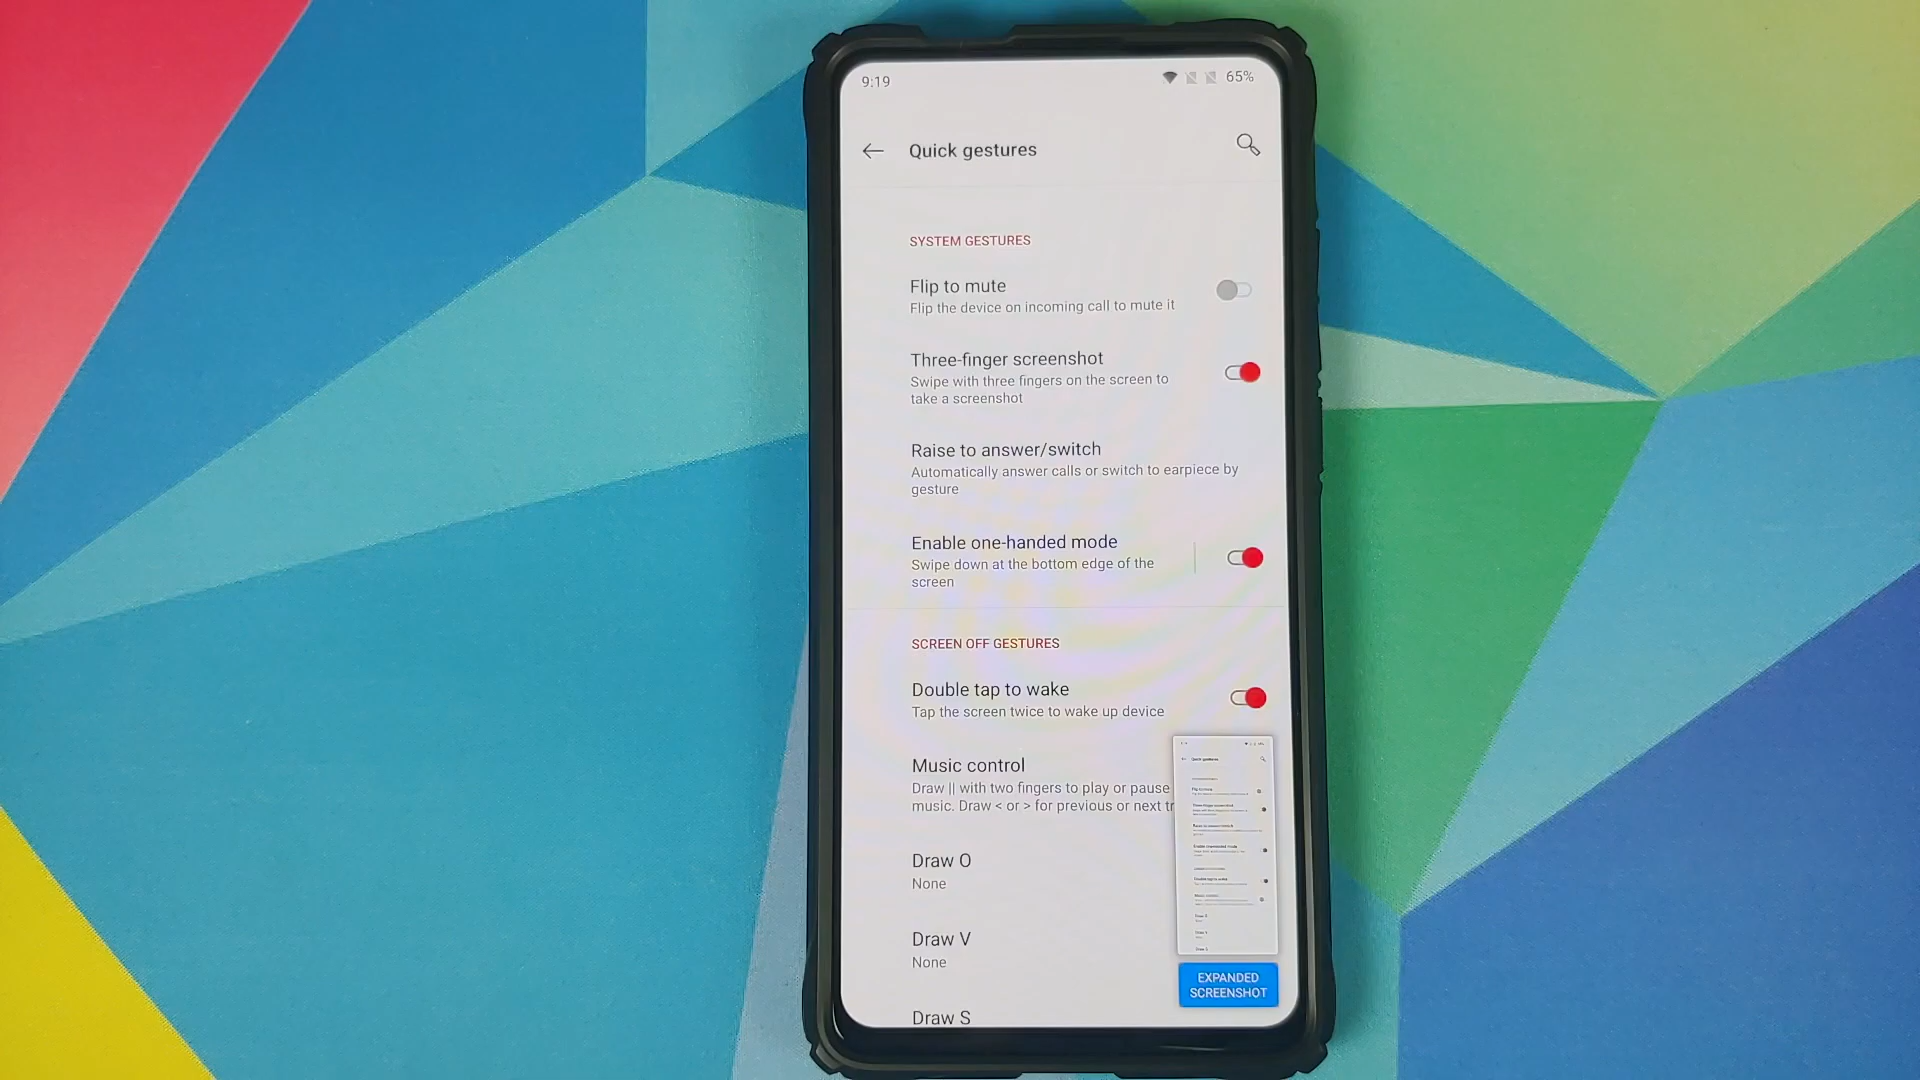 9:19
65%
Quick gestures
SYSTEM GESTURES
Flip to mute
Flip the device on incoming call to mute it
Three-finger screenshot
Swipe with three fingers on the screen to
take a screenshot
Raise to answer/switch
Automatically answer calls or switch to earpiece by
gesture
Enable one-handed mode
Swipe down at the bottom edge of the
screen
SCREEN OFF GESTURES
Double tap to wake
Tap the screen twice to wake up device
Music control
Draw || with two fingers to play or pause
music. Draw < or > for previous or next tr
Draw O
None
Draw V
None
Draw S
Quick gestures
EXPANDED
SCREENSHOT